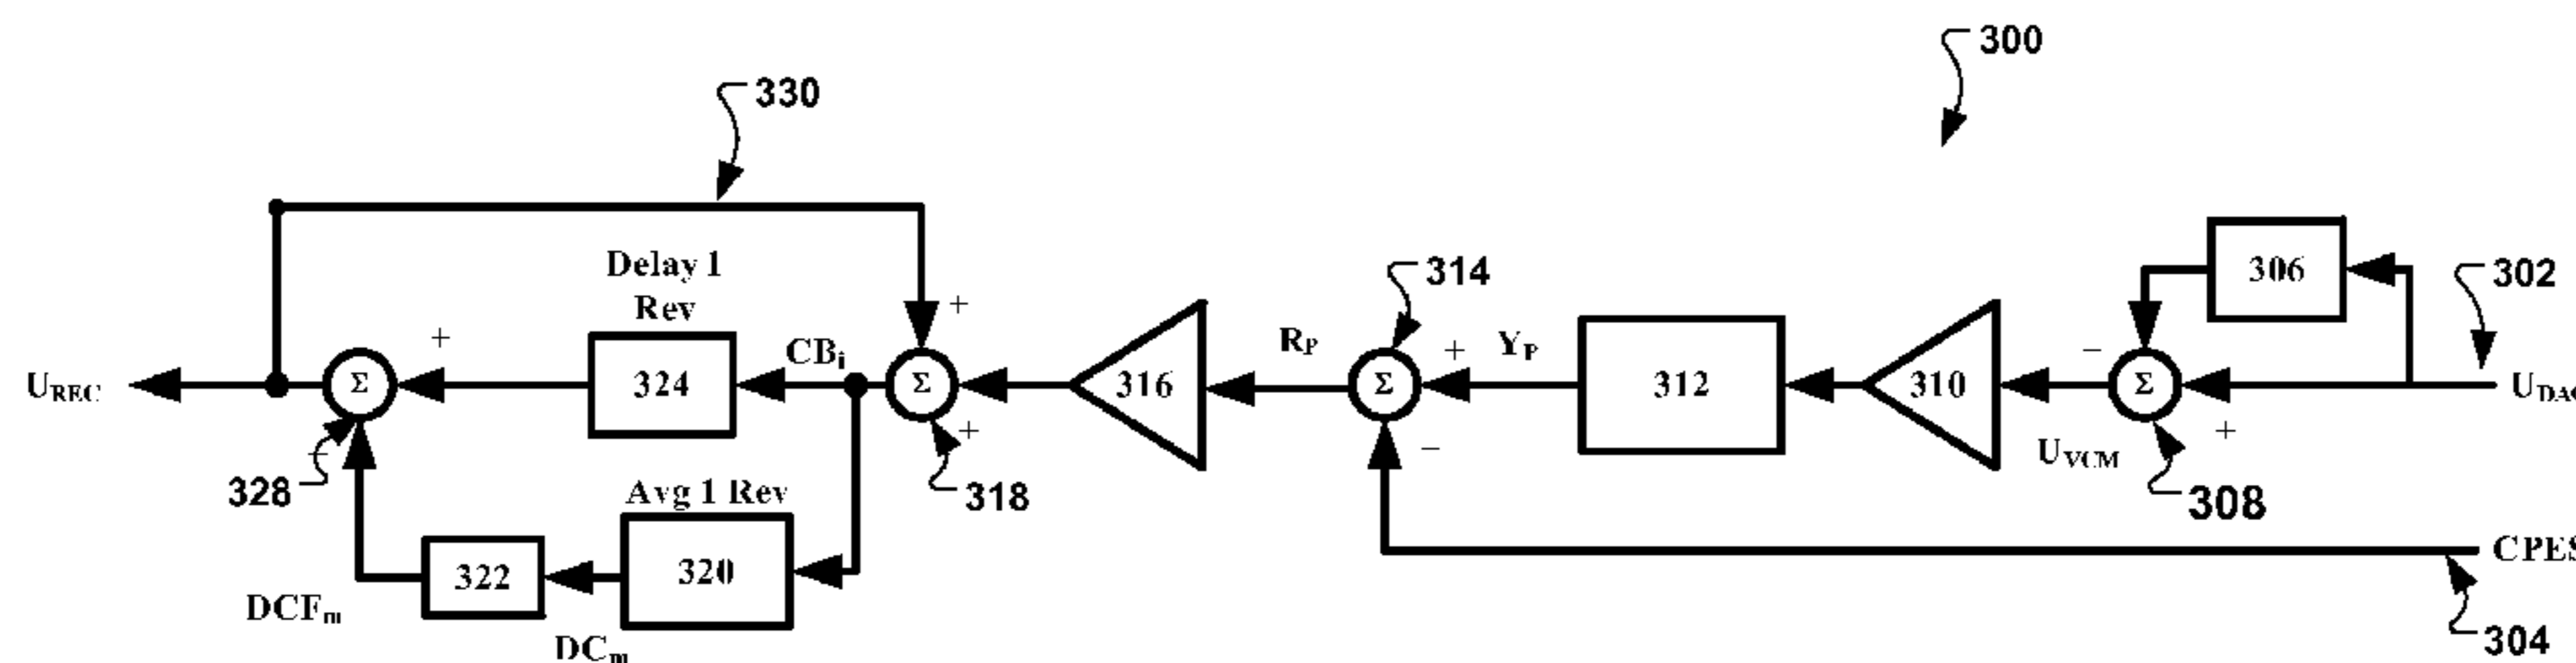 300
330
Delay 1
Rev
306
302
314
+
+
CBi
RP
+
YP
−
UREC
Σ
324
Σ
316
Σ
312
310
Σ
UDAC
+
−
+
UVCM
328
Avg 1 Rev
318
308
322
320
CPES
DCFm
DCm
304